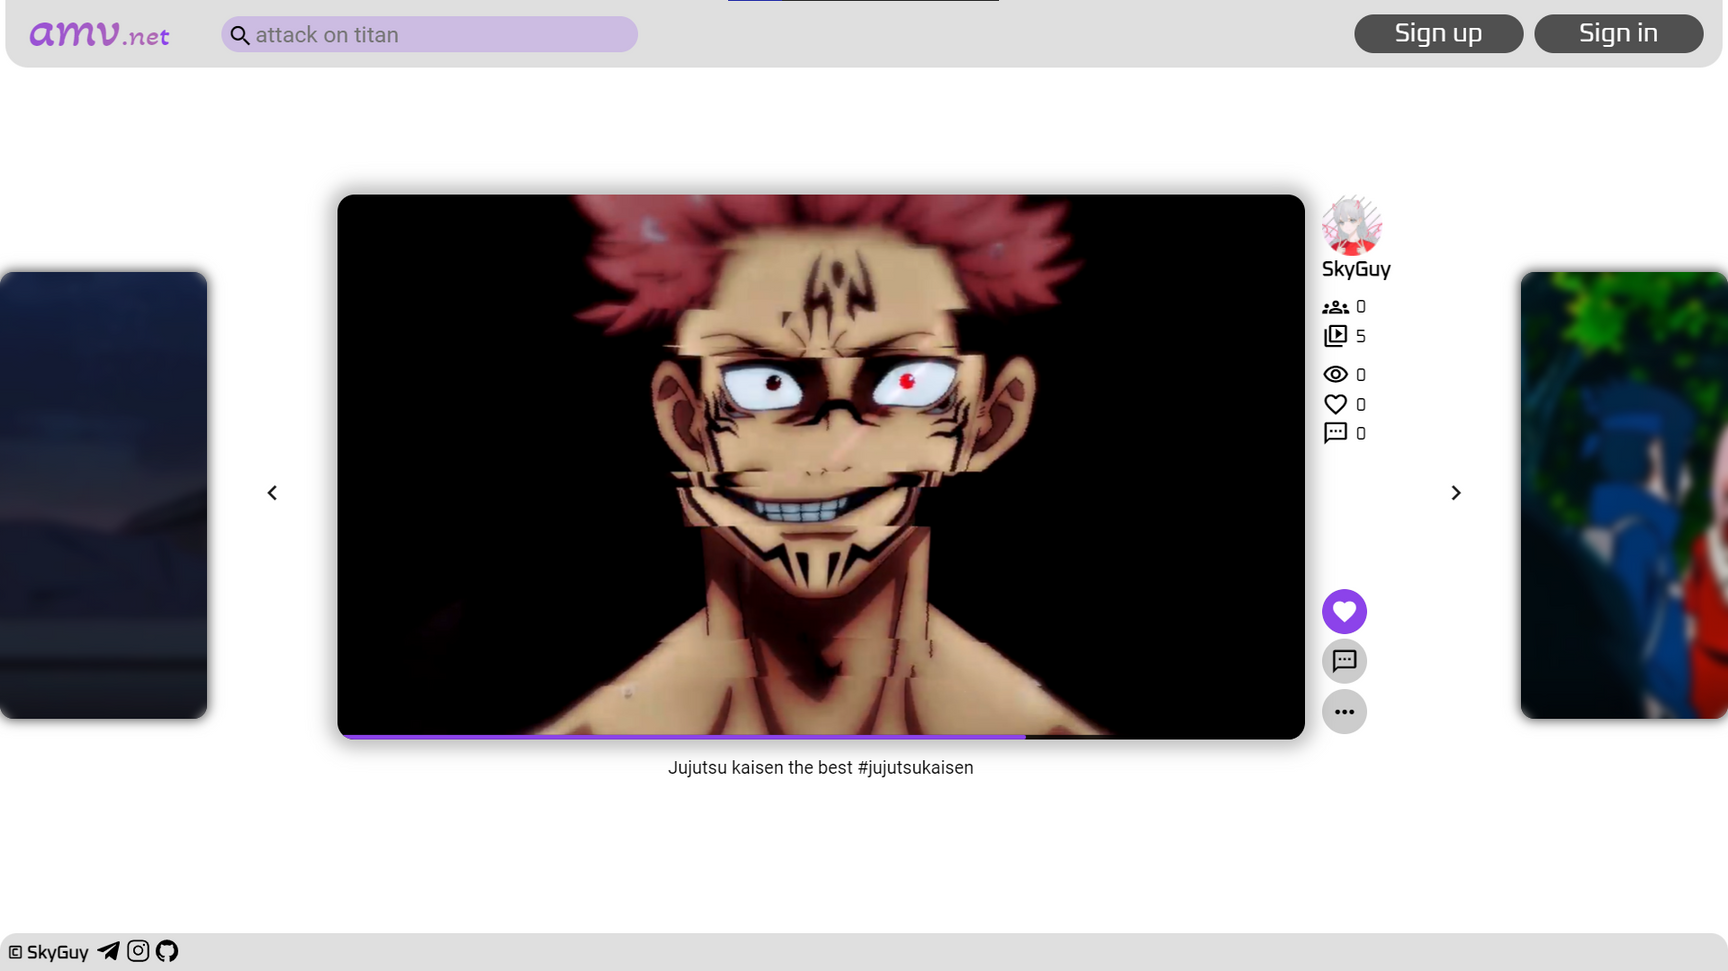 amv.net
attack on titan
Sign up
Sign in
SkyGuy
0
5
0
0
0
Jujutsu kaisen the best #jujutsukaisen
© SkyGuy